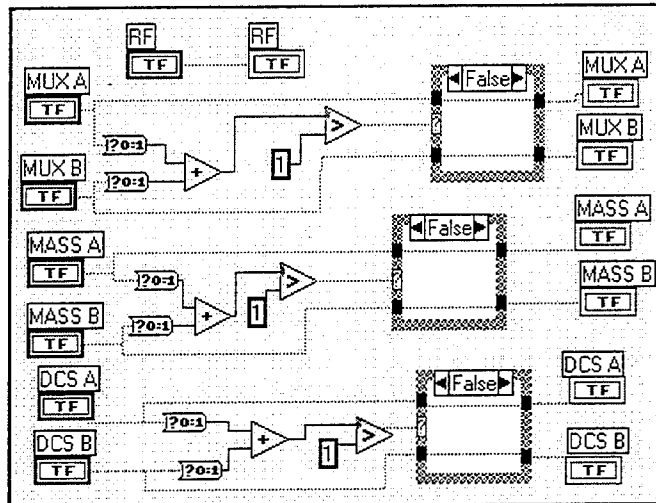 RF RF
TF TF
MUX A False MUX A
TF TF
?0:1 > MUX B
MUX B 1 ? TF
TF ?0:1 +
False MASS A
MASS A TF
TF ?0:1 > MASS B
MASS B 1 ? TF
TF ?0:1 +
DCS A False DCS A
TF TF
?0:1 >
DCS B + 1 ? DCS B
TF ?0:1 TF